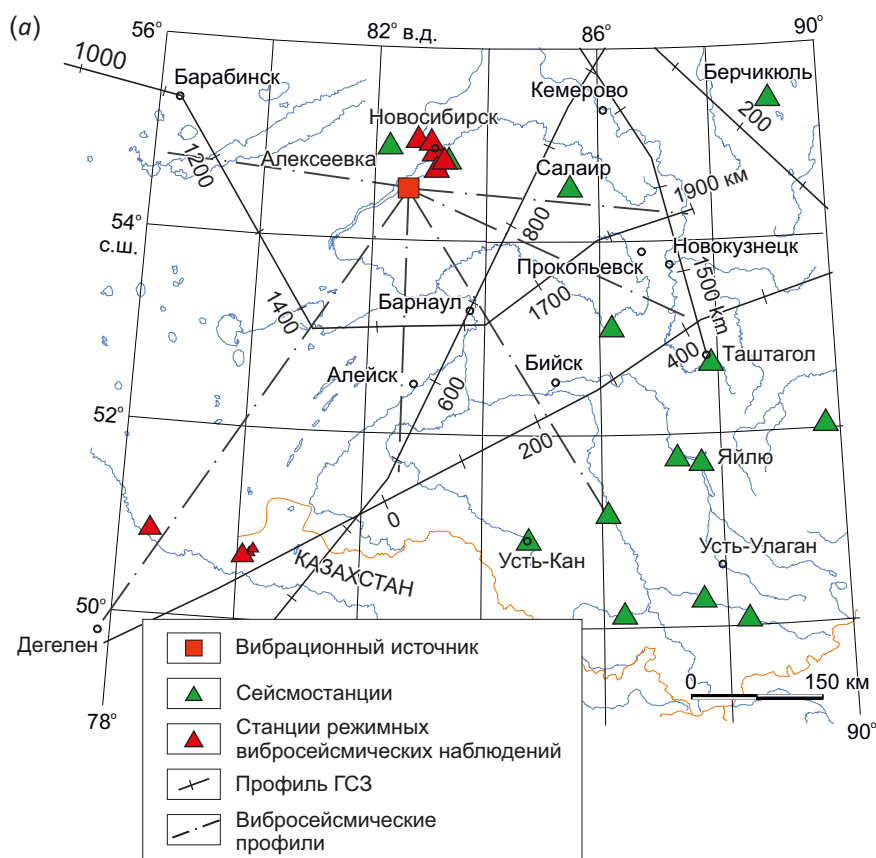 (а)
56°
82° в.д.
86°
90°
1000
Барабинск
Берчикюль
Кемерово
200
Новосибирск
1200
Алексеевка
Салаир
1900 км
54°
с.ш.
800
Новокузнецк
Прокопьевск
1500 km
1400
Барнаул
1700
400
Таштагол
Алейск
600
Бийск
52°
200
Яйлю
0
Усть-Кан
Усть-Улаган
КАЗАХСТАН
50°
Дегелен
78°
0 150 км
90°
Вибрационный источник
Сейсмостанции
Станции режимных
вибросейсмических наблюдений
Профиль ГСЗ
Вибросейсмические
профили